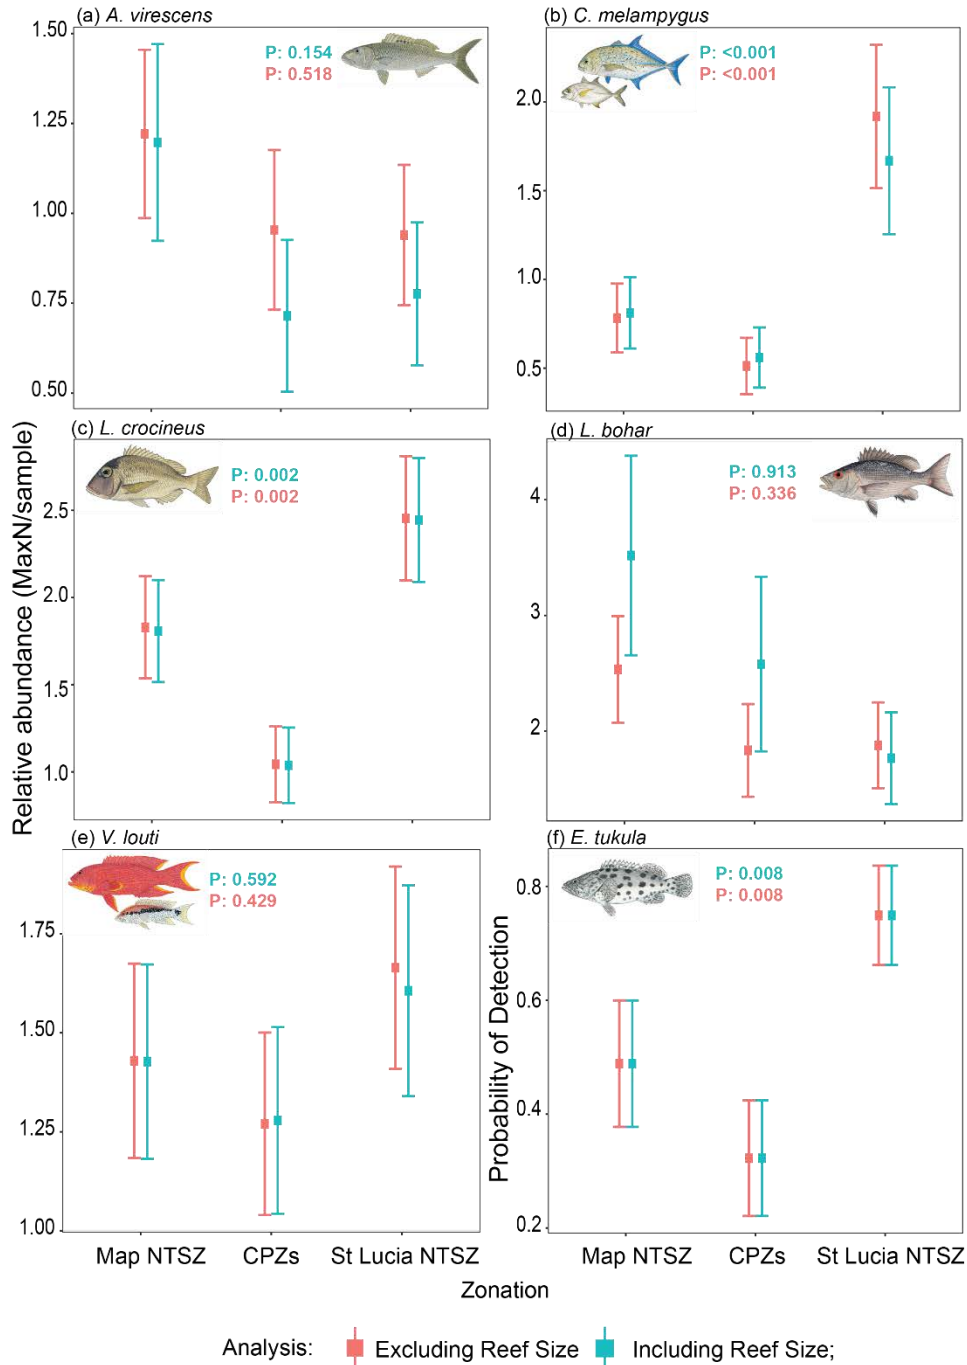 (a) A. virescens
P: 0.154
P: 0.518
1.50
1.25
1.00
0.75
0.50
(b) C. melampygus
P: <0.001
P: <0.001
2.0
1.5
1.0
0.5
Relative abundance (MaxN/sample)
(c) L. crocineus
P: 0.002
P: 0.002
2.5
2.0
1.5
1.0
(d) L. bohar
P: 0.913
P: 0.336
4
3
2
(e) V. louti
P: 0.592
P: 0.429
1.75
1.50
1.25
1.00
Map NTSZ CPZs St Lucia NTSZ
Probability of Detection
(f) E. tukula
P: 0.008
P: 0.008
0.8
0.6
0.4
0.2
Map NTSZ CPZs St Lucia NTSZ
Zonation
Analysis: Excluding Reef Size Including Reef Size;